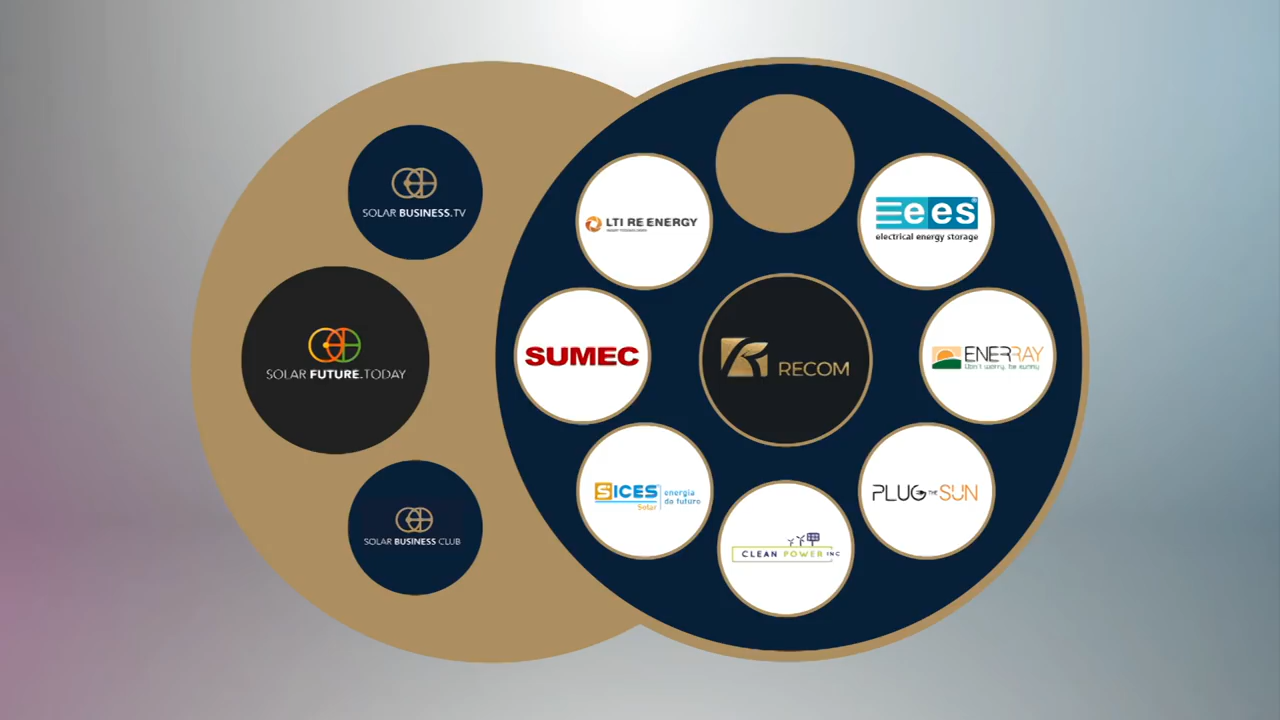 SOLAR BUSINESS.TV
SOLAR FUTURE.TODAY
SOLAR BUSINESS CLUB
LTI RE ENERGY
ees®
electrical energy storage
SUMEC
RECOM
ENERRAY
Don't worry, be sunny
SICES energia
do futuro
Solar
PLUG THE SUN
CLEAN POWER INC